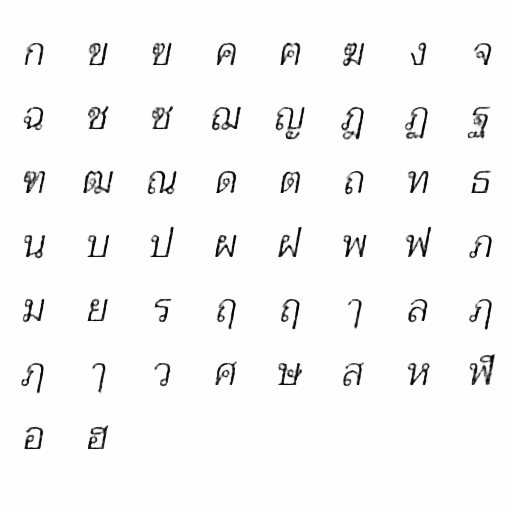 ก ข ฃ ค ฅ ฆ ง จ
ฉ ช ซ ฌ ญ ฎ ฏ ฐ
ฑ ฒ ณ ด ต ถ ท ธ
น บ ป ผ ฝ พ ฟ ภ
ม ย ร ฤ ฤ ๅ ล ฦ
ฦ ๅ ว ศ ษ ส ห ฬ
อ ฮ